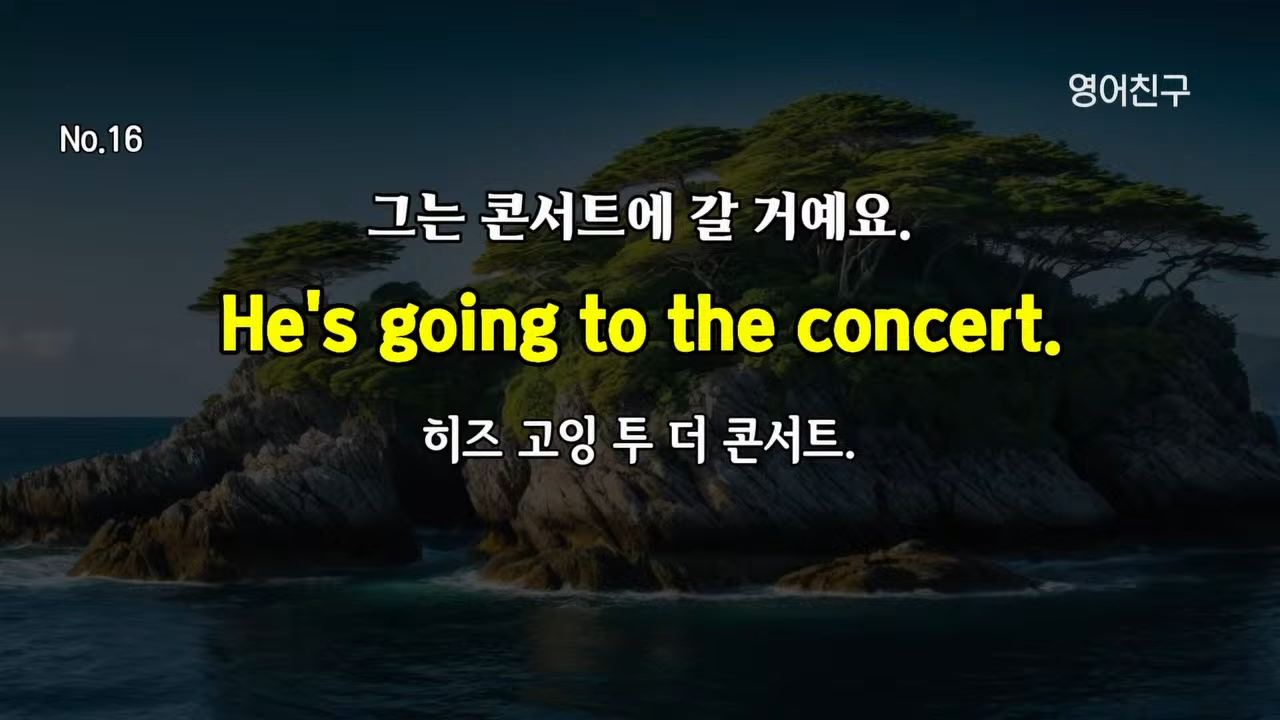 영어친구
No.16
그는 콘서트에 갈 거예요.
He's going to the concert.
히즈 고잉 투 더 콘서트.